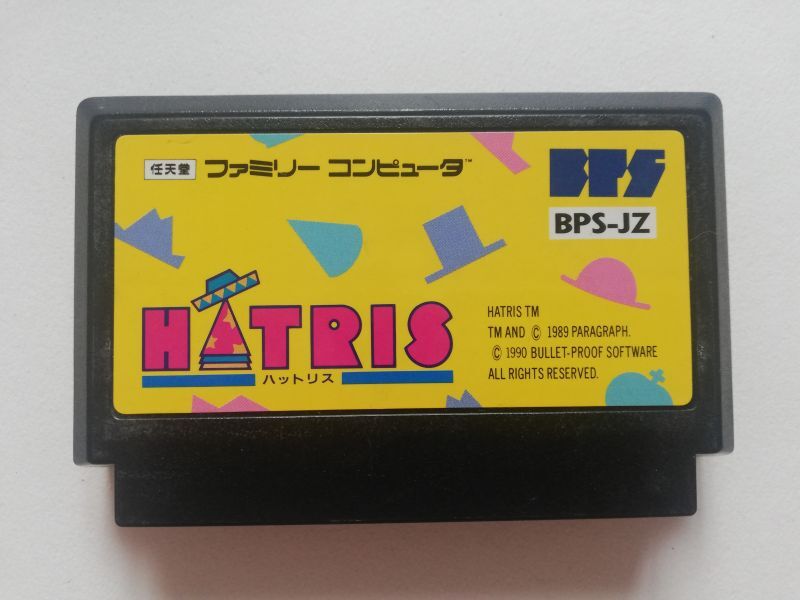 任天堂 ファミリー コンピュータ™
BPS
BPS-JZ
HATRIS
ハットリス
HATRIS TM
TM AND © 1989 PARAGRAPH.
© 1990 BULLET-PROOF SOFTWARE
ALL RIGHTS RESERVED.